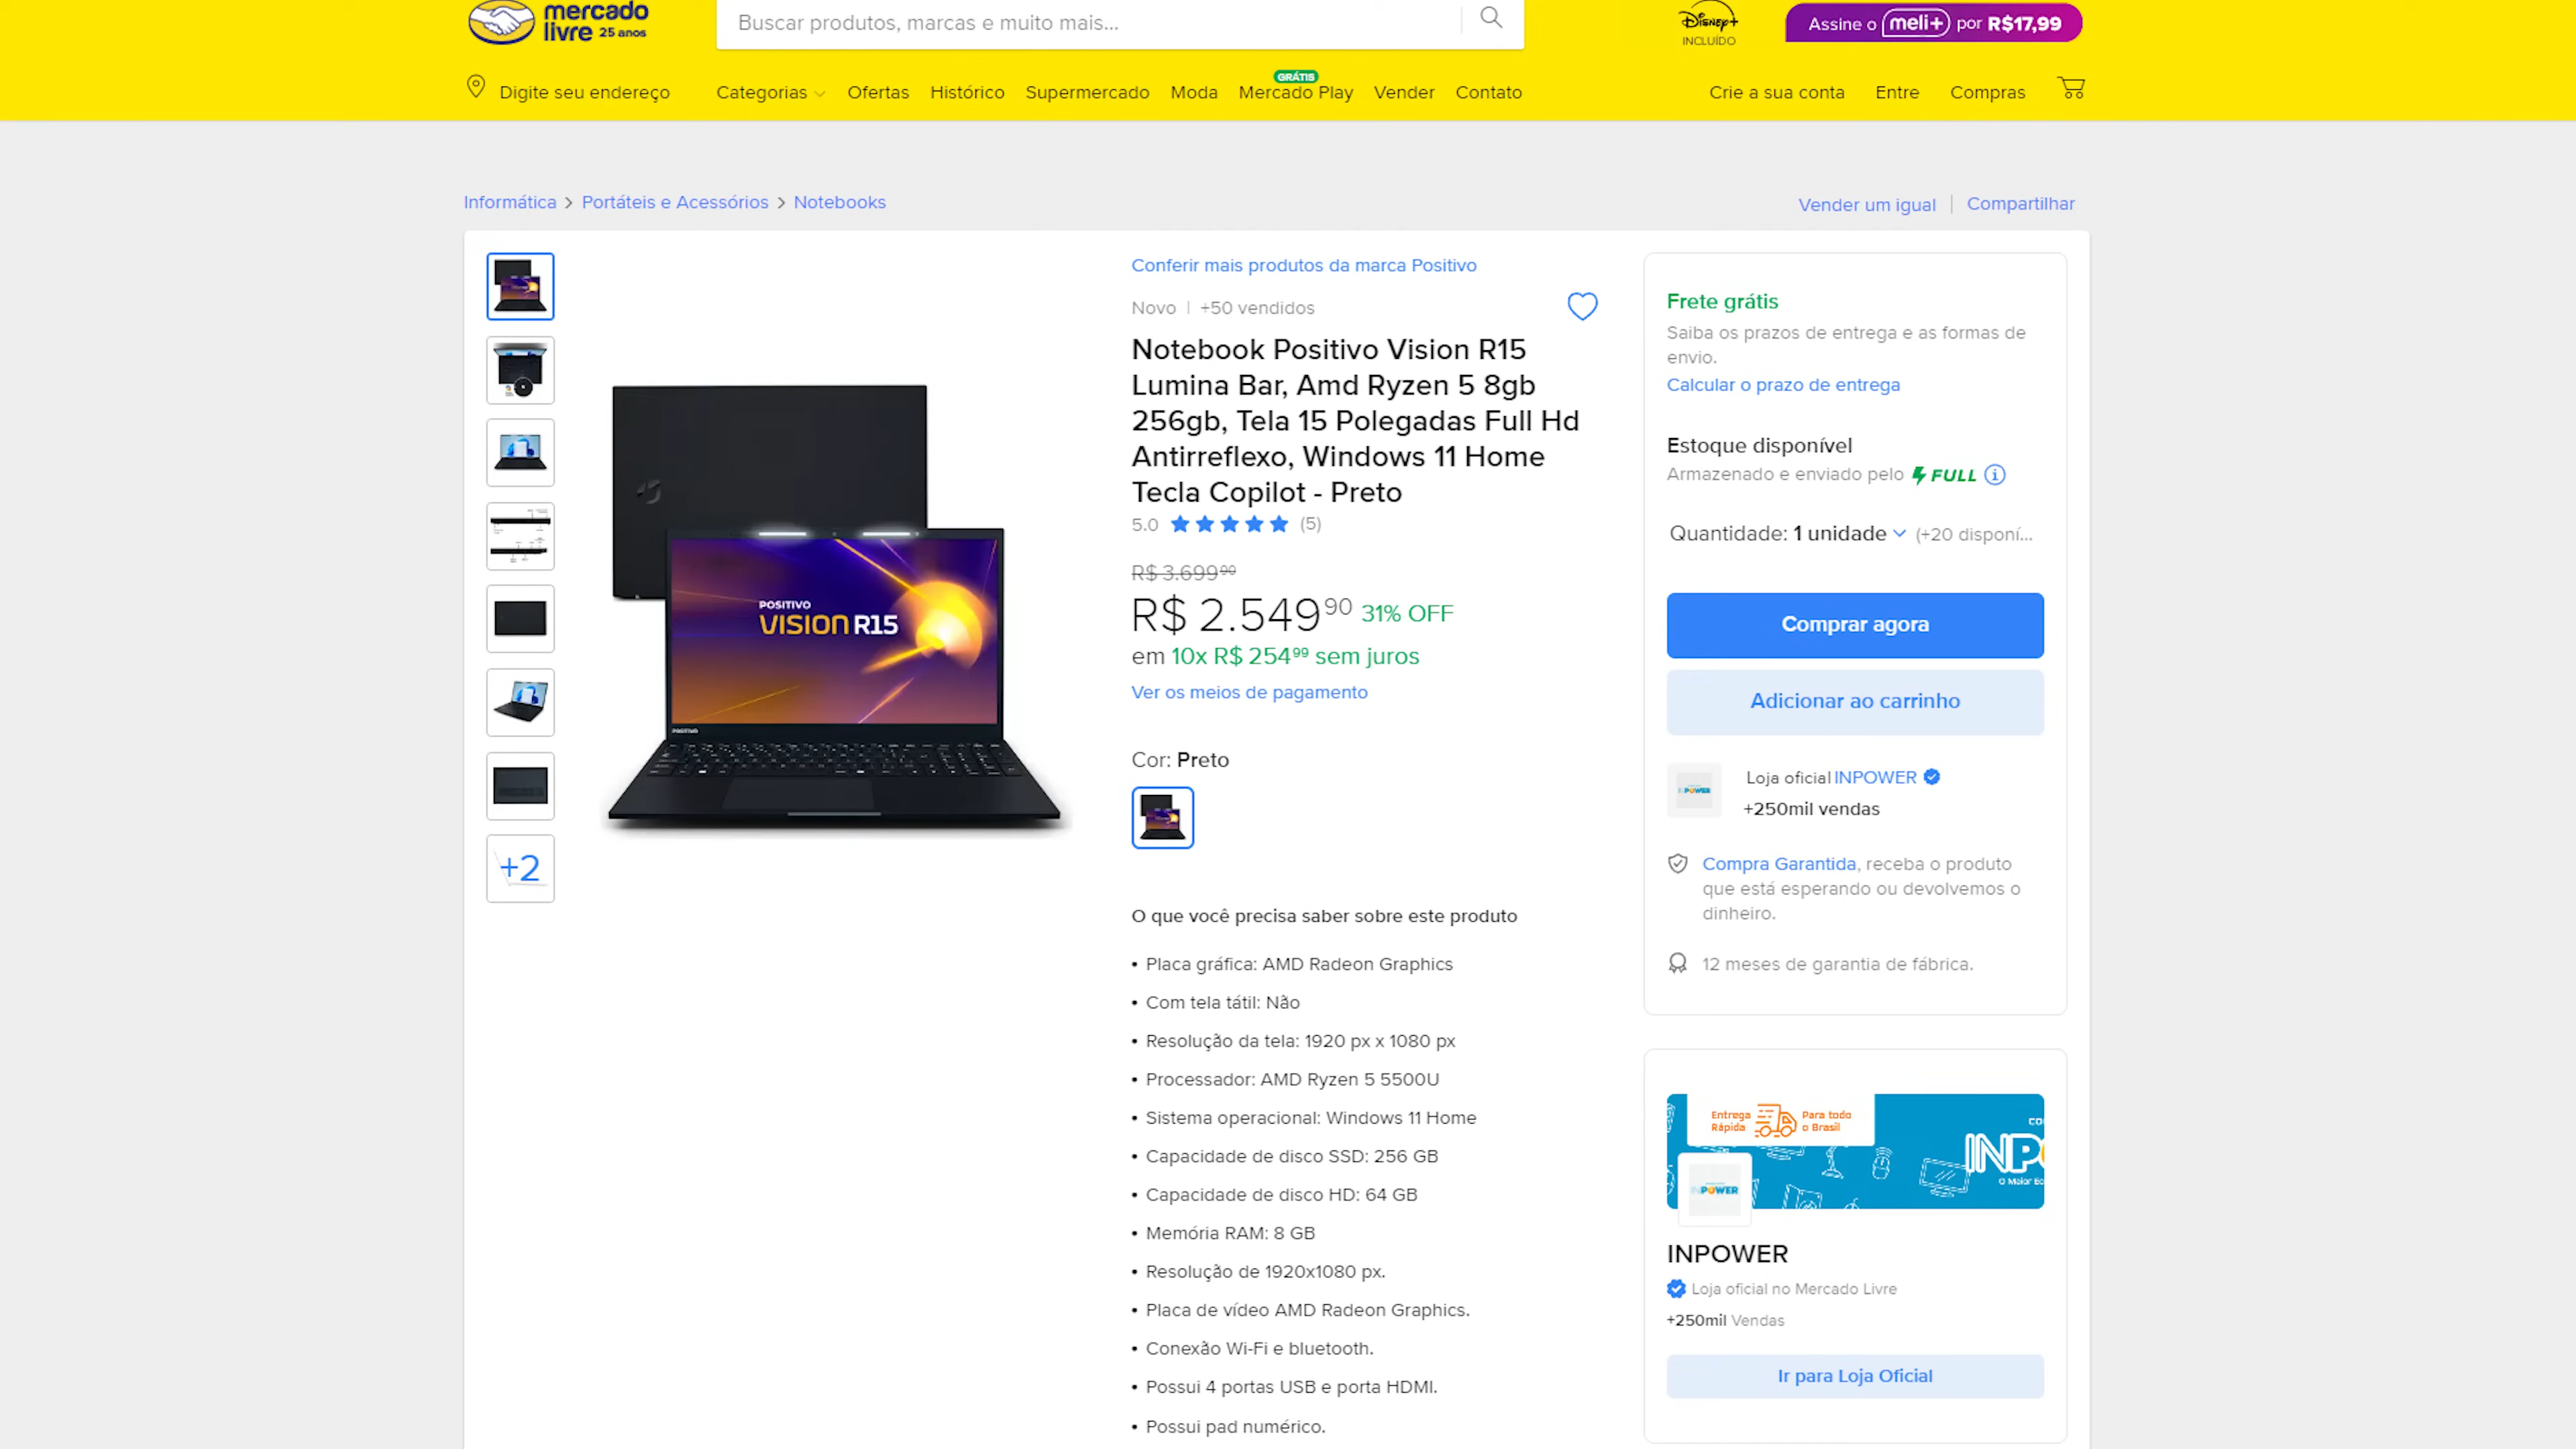 mercado
livre 25 anos
Buscar produtos, marcas e muito mais...
Disney+
INCLUÍDO
Assine o meli+ por R$17,99
Digite seu endereço
Categorias
Ofertas
Histórico
Supermercado
Moda
GRÁTIS
Mercado Play
Vender
Contato
Crie a sua conta
Entre
Compras
Informática > Portáteis e Acessórios > Notebooks
Vender um igual | Compartilhar
+2
POSITIVO
VISION R15
POSITIVO
Conferir mais produtos da marca Positivo
Novo | +50 vendidos
Notebook Positivo Vision R15
Lumina Bar, Amd Ryzen 5 8gb
256gb, Tela 15 Polegadas Full Hd
Antirreflexo, Windows 11 Home
Tecla Copilot - Preto
5.0 (5)
R$ 3.699 90
R$ 2.549 90 31% OFF
em 10x R$ 254 99 sem juros
Ver os meios de pagamento
Cor: Preto
O que você precisa saber sobre este produto
• Placa gráfica: AMD Radeon Graphics
• Com tela tátil: Não
• Resolução da tela: 1920 px x 1080 px
• Processador: AMD Ryzen 5 5500U
• Sistema operacional: Windows 11 Home
• Capacidade de disco SSD: 256 GB
• Capacidade de disco HD: 64 GB
• Memória RAM: 8 GB
• Resolução de 1920x1080 px.
• Placa de vídeo AMD Radeon Graphics.
• Conexão Wi-Fi e bluetooth.
• Possui 4 portas USB e porta HDMI.
• Possui pad numérico.
Frete grátis
Saiba os prazos de entrega e as formas de
envio.
Calcular o prazo de entrega
Estoque disponível
Armazenado e enviado pelo FULL
Quantidade: 1 unidade (+20 disponí...
Comprar agora
Adicionar ao carrinho
INPOWER
Loja oficial INPOWER
+250mil vendas
Compra Garantida, receba o produto
que está esperando ou devolvemos o
dinheiro.
12 meses de garantia de fábrica.
Entrega
Rápida
Para todo
o Brasil
CO
INPO
O Maior Ec
INPOWER
INPOWER
Loja oficial no Mercado Livre
+250mil Vendas
Ir para Loja Oficial